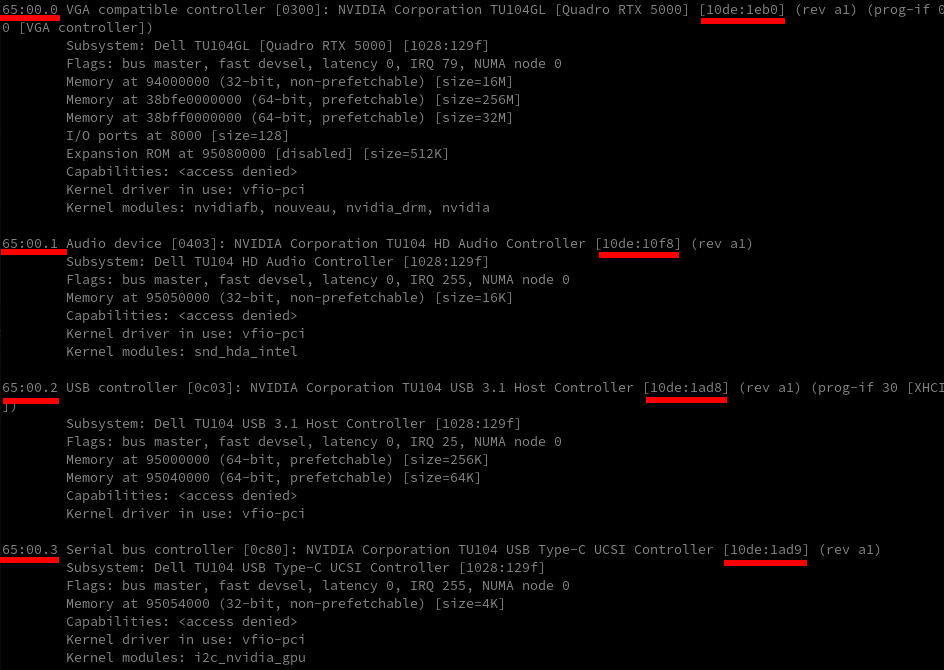 65:00.0 VGA compatible controller [0300]: NVIDIA Corporation TU104GL [Quadro RTX 5000] [10de:1eb0] (rev a1) (prog-if 0
0 [VGA controller])
Subsystem: Dell TU104GL [Quadro RTX 5000] [1028:129f]
Flags: bus master, fast devsel, latency 0, IRQ 79, NUMA node 0
Memory at 94000000 (32-bit, non-prefetchable) [size=16M]
Memory at 38bfe0000000 (64-bit, prefetchable) [size=256M]
Memory at 38bff0000000 (64-bit, prefetchable) [size=32M]
I/O ports at 8000 [size=128]
Expansion ROM at 95080000 [disabled] [size=512K]
Capabilities: <access denied>
Kernel driver in use: vfio-pci
Kernel modules: nvidiafb, nouveau, nvidia_drm, nvidia
65:00.1 Audio device [0403]: NVIDIA Corporation TU104 HD Audio Controller [10de:10f8] (rev a1)
Subsystem: Dell TU104 HD Audio Controller [1028:129f]
Flags: bus master, fast devsel, latency 0, IRQ 255, NUMA node 0
Memory at 95050000 (32-bit, non-prefetchable) [size=16K]
Capabilities: <access denied>
Kernel driver in use: vfio-pci
Kernel modules: snd_hda_intel
65:00.2 USB controller [0c03]: NVIDIA Corporation TU104 USB 3.1 Host Controller [10de:1ad8] (rev a1) (prog-if 30 [XHCI
])
Subsystem: Dell TU104 USB 3.1 Host Controller [1028:129f]
Flags: bus master, fast devsel, latency 0, IRQ 25, NUMA node 0
Memory at 95000000 (64-bit, prefetchable) [size=256K]
Memory at 95040000 (64-bit, prefetchable) [size=64K]
Capabilities: <access denied>
Kernel driver in use: vfio-pci
65:00.3 Serial bus controller [0c80]: NVIDIA Corporation TU104 USB Type-C UCSI Controller [10de:1ad9] (rev a1)
Subsystem: Dell TU104 USB Type-C UCSI Controller [1028:129f]
Flags: bus master, fast devsel, latency 0, IRQ 255, NUMA node 0
Memory at 95054000 (32-bit, non-prefetchable) [size=4K]
Capabilities: <access denied>
Kernel driver in use: vfio-pci
Kernel modules: i2c_nvidia_gpu